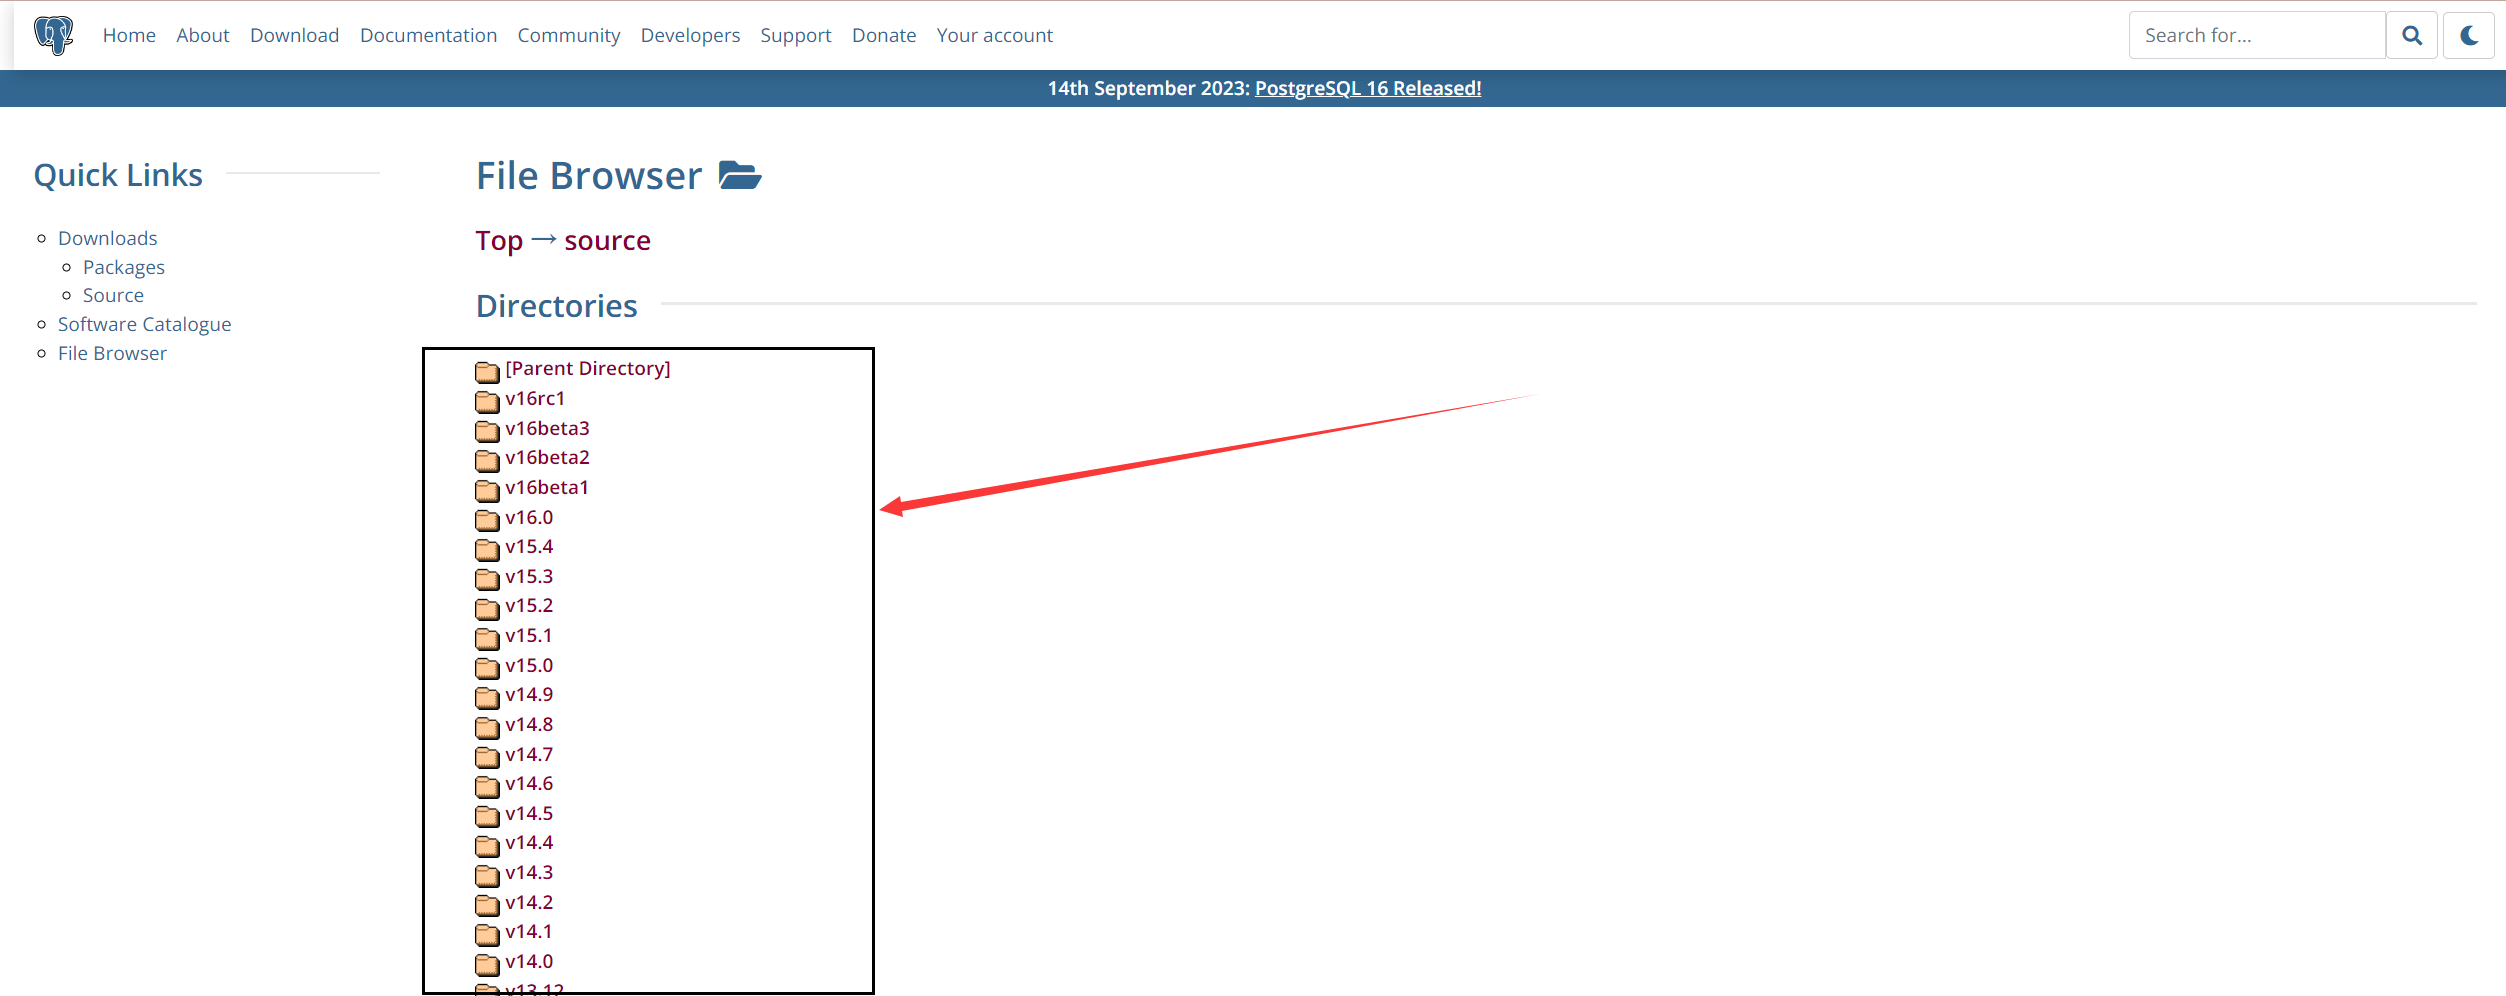 Home About Download Documentation Community Developers Support Donate Your account
Search for...
14th September 2023: PostgreSQL 16 Released!
Quick Links
Downloads
Packages
Source
Software Catalogue
File Browser
File Browser
Top → source
Directories
[Parent Directory]
v16rc1
v16beta3
v16beta2
v16beta1
v16.0
v15.4
v15.3
v15.2
v15.1
v15.0
v14.9
v14.8
v14.7
v14.6
v14.5
v14.4
v14.3
v14.2
v14.1
v14.0
v13.12